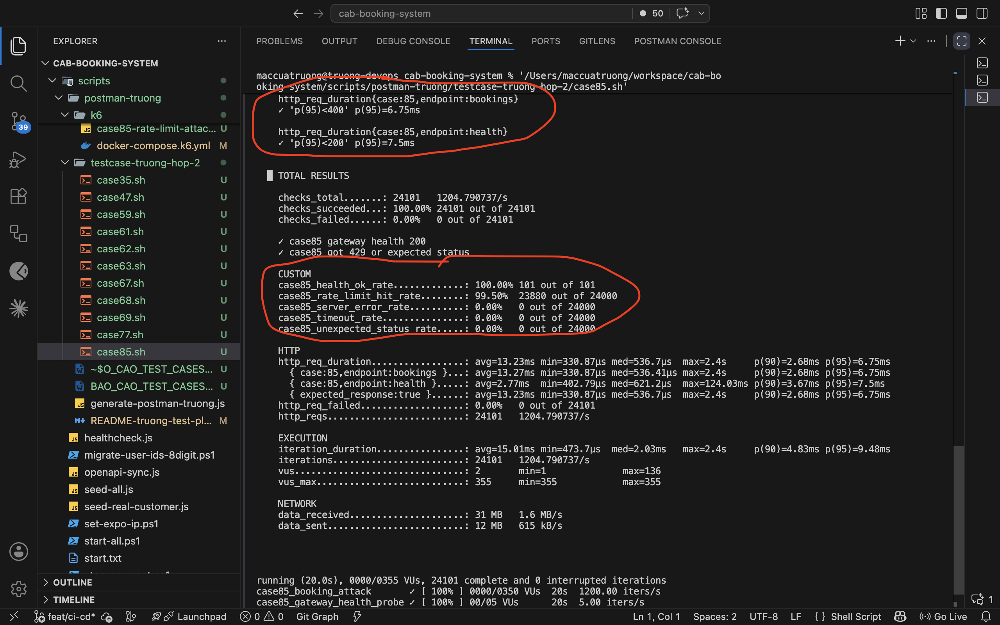 cab-booking-system
50
EXPLORER
CAB-BOOKING-SYSTEM
scripts
postman-truong
k6
case85-rate-limit-attac... U
docker-compose.k6.yml M
testcase-truong-hop-2
case35.sh U
case47.sh U
case59.sh U
case61.sh U
case62.sh U
case63.sh U
case67.sh U
case68.sh U
case69.sh U
case77.sh U
case85.sh U
~$O_CAO_TEST_CASES... U
BAO_CAO_TEST_CASES... U
generate-postman-truong.js
README-truong-test-pl... M
healthcheck.js
migrate-user-ids-8digit.ps1
openapi-sync.js
seed-all.js
seed-real-customer.js
set-expo-ip.ps1
start-all.ps1
start.txt
OUTLINE
TIMELINE
39
PROBLEMS OUTPUT DEBUG CONSOLE TERMINAL PORTS GITLENS POSTMAN CONSOLE
maccuatruong@truong-devops cab-booking-system % '/Users/maccuatruong/workspace/cab-bo
oking-system/scripts/postman-truong/testcase-truong-hop-2/case85.sh'
http_req_duration{case:85,endpoint:bookings}
✓ 'p(95)<400' p(95)=6.75ms
http_req_duration{case:85,endpoint:health}
✓ 'p(95)<200' p(95)=7.5ms
█ TOTAL RESULTS
checks_total.......: 24101 1204.790737/s
checks_succeeded...: 100.00% 24101 out of 24101
checks_failed......: 0.00% 0 out of 24101
✓ case85 gateway health 200
✓ case85 got 429 or expected status
CUSTOM
case85_health_ok_rate.............: 100.00% 101 out of 101
case85_rate_limit_hit_rate........: 99.50% 23880 out of 24000
case85_server_error_rate..........: 0.00% 0 out of 24000
case85_timeout_rate...............: 0.00% 0 out of 24000
case85_unexpected_status_rate.....: 0.00% 0 out of 24000
HTTP
http_req_duration.................: avg=13.23ms min=330.87µs med=536.7µs max=2.4s p(90)=2.68ms p(95)=6.75ms
{ case:85,endpoint:bookings }...: avg=13.27ms min=330.87µs med=536.41µs max=2.4s p(90)=2.68ms p(95)=6.75ms
{ case:85,endpoint:health }.....: avg=2.77ms min=402.79µs med=621.2µs max=124.03ms p(90)=3.67ms p(95)=7.5ms
{ expected_response:true }......: avg=13.23ms min=330.87µs med=536.7µs max=2.4s p(90)=2.68ms p(95)=6.75ms
http_req_failed...................: 0.00% 0 out of 24101
http_reqs.........................: 24101 1204.790737/s
EXECUTION
iteration_duration................: avg=15.01ms min=473.7µs med=2.03ms max=2.4s p(90)=4.83ms p(95)=9.48ms
iterations........................: 24101 1204.790737/s
vus...............................: 2 min=1 max=136
vus_max...........................: 355 min=355 max=355
NETWORK
data_received.....................: 31 MB 1.6 MB/s
data_sent.........................: 12 MB 615 kB/s
running (20.0s), 0000/0355 VUs, 24101 complete and 0 interrupted iterations
case85_booking_attack ✓ [ 100% ] 0000/0350 VUs 20s 1200.00 iters/s
case85_gateway_health_probe ✓ [ 100% ] 00/05 VUs 20s 5.00 iters/s
1
feat/ci-cd* Launchpad 0 0 Git Graph Ln 1, Col 1 Spaces: 2 UTF-8 LF {} Shell Script Go Live